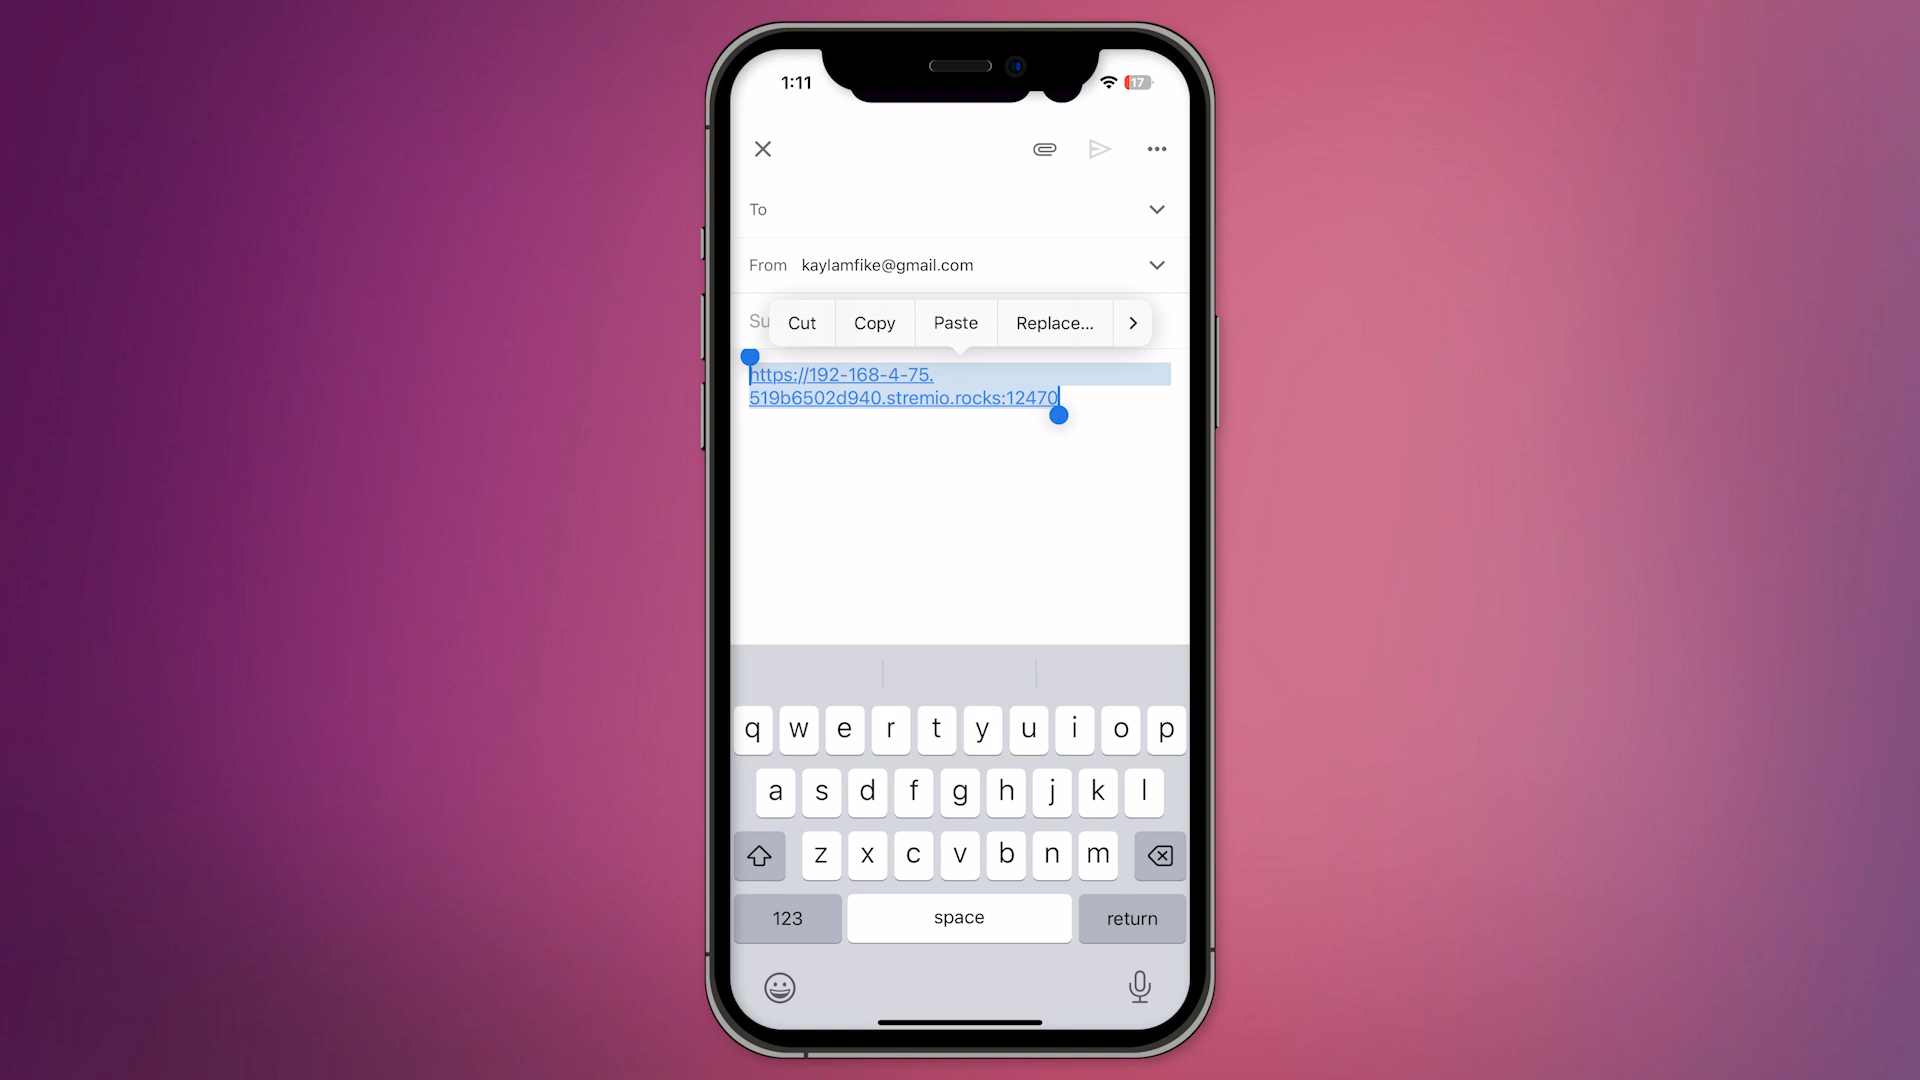 1:11
17
To
From kaylamfike@gmail.com
Su
Cut Copy Paste Replace...
https://192-168-4-75.
519b6502d940.stremio.rocks:12470
q w e r t y u i o p
a s d f g h j k l
z x c v b n m
123 space return